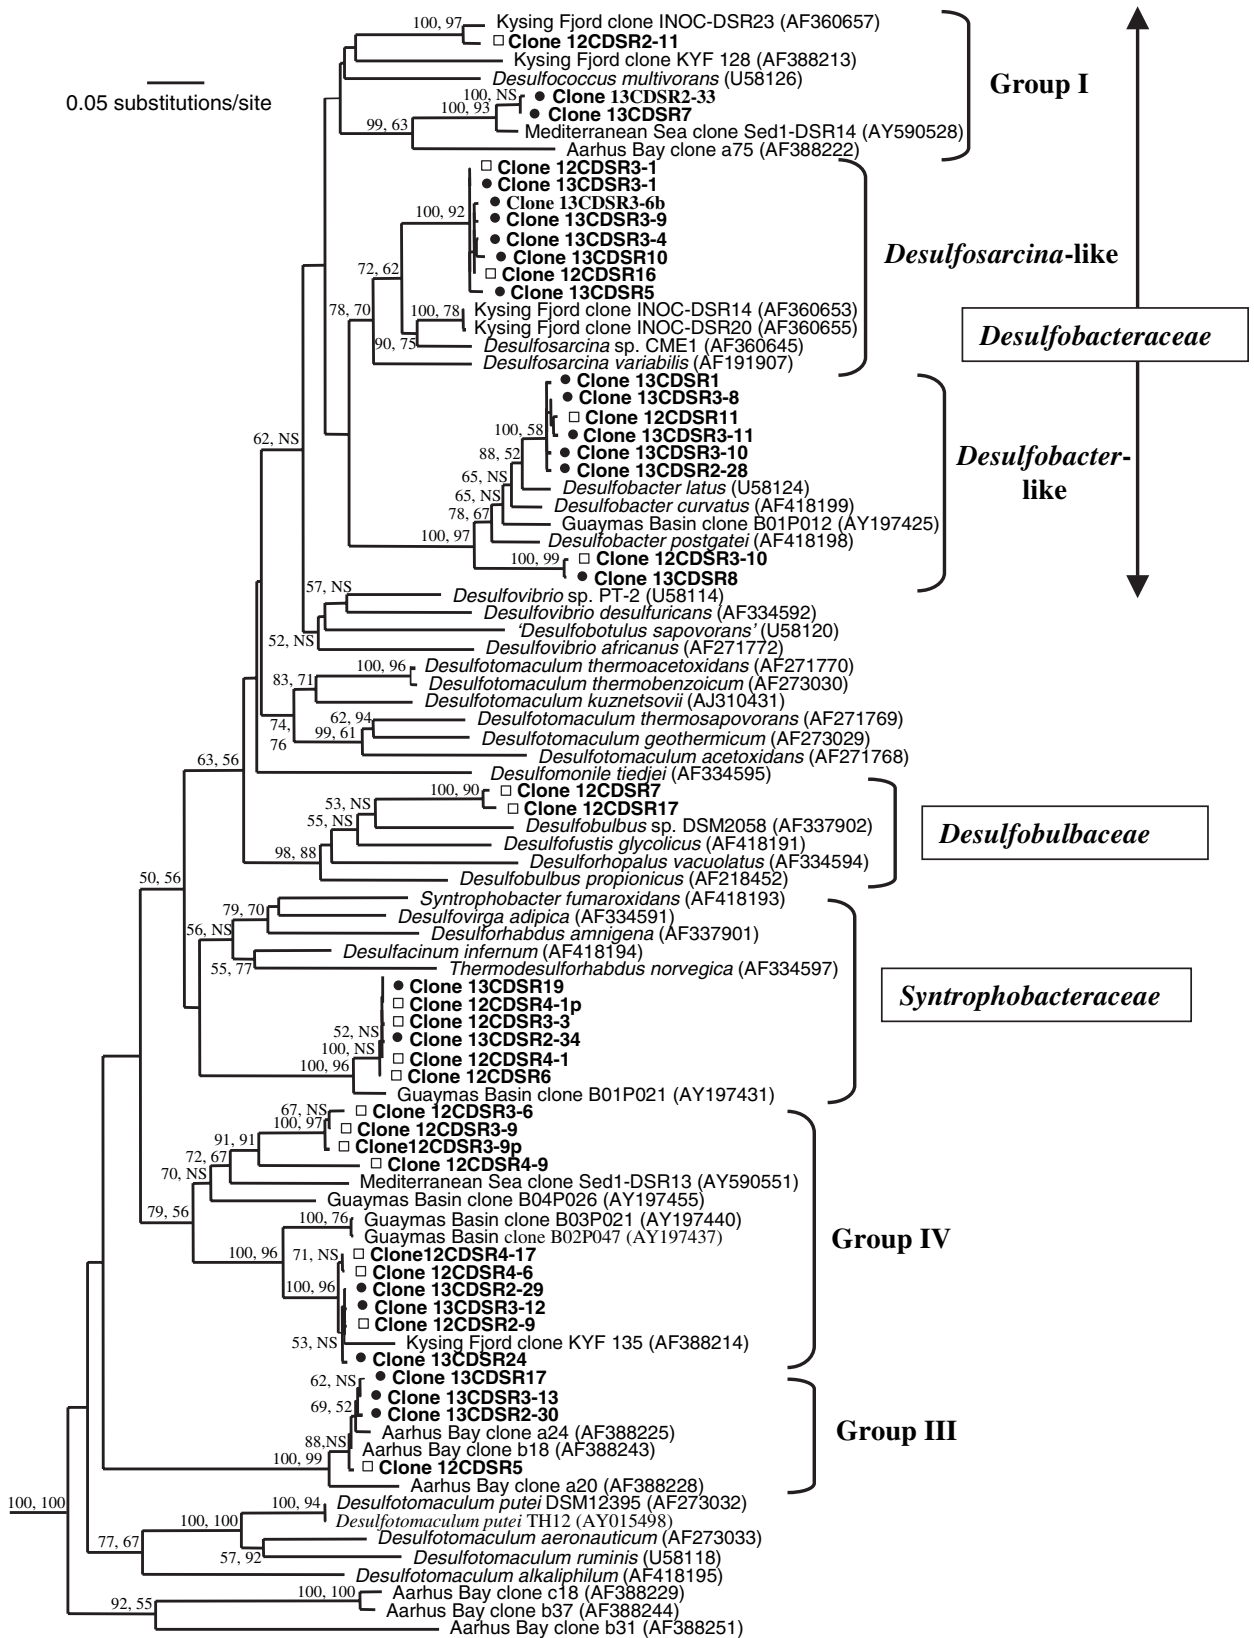 100, 97
Kysing Fjord clone INOC-DSR23 (AF360657)
Clone 12CDSR2-11
Kysing Fjord clone KYF 128 (AF388213)
Desulfococcus multivorans (U58126)
Group I
0.05 substitutions/site
100, NS
Clone 13CDSR2-33
100, 93
Clone 13CDSR7
99, 63
Mediterranean Sea clone Sed1-DSR14 (AY590528)
Aarhus Bay clone a75 (AF388222)
Clone 12CDSR3-1
Clone 13CDSR3-1
Clone 13CDSR3-6b
100, 92
Clone 13CDSR3-9
Clone 13CDSR3-4
Clone 13CDSR10
Desulfosarcina-like
72, 62
Clone 12CDSR16
Clone 13CDSR5
78, 70
100, 78
Kysing Fjord clone INOC-DSR14 (AF360653)
Kysing Fjord clone INOC-DSR20 (AF360655)
90, 75
Desulfosarcina sp. CME1 (AF360645)
Desulfosarcina variabilis (AF191907)
Desulfobacteraceae
Clone 13CDSR1
Clone 13CDSR3-8
Clone 12CDSR11
100, 58
Clone 13CDSR3-11
62, NS
88, 52
Clone 13CDSR3-10
Clone 13CDSR2-28
Desulfobacter-
like
65, NS
Desulfobacter latus (U58124)
65, NS
Desulfobacter curvatus (AF418199)
78, 67
Guaymas Basin clone B01P012 (AY197425)
100, 97
Desulfobacter postgatei (AF418198)
100, 99
Clone 12CDSR3-10
Clone 13CDSR8
57, NS
Desulfovibrio sp. PT-2 (U58114)
Desulfovibrio desulfuricans (AF334592)
'Desulfobotulus sapovorans' (U58120)
52, NS
Desulfovibrio africanus (AF271772)
100, 96
Desulfotomaculum thermoacetoxidans (AF271770)
83, 71
Desulfotomaculum thermobenzoicum (AF273030)
Desulfotomaculum kuznetsovii (AJ310431)
74,
76
62, 94
Desulfotomaculum thermosapovorans (AF271769)
99, 61
Desulfotomaculum geothermicum (AF273029)
Desulfotomaculum acetoxidans (AF271768)
63, 56
Desulfomonile tiedjei (AF334595)
100, 90
Clone 12CDSR7
53, NS
Clone 12CDSR17
55, NS
Desulfobulbus sp. DSM2058 (AF337902)
Desulfofustis glycolicus (AF418191)
98, 88
Desulforhopalus vacuolatus (AF334594)
Desulfobulbus propionicus (AF218452)
Desulfobulbaceae
50, 56
Syntrophobacter fumaroxidans (AF418193)
79, 70
Desulfovirga adipica (AF334591)
56, NS
Desulforhabdus amnigena (AF337901)
Desulfacinum infernum (AF418194)
55, 77
Thermodesulforhabdus norvegica (AF334597)
Clone 13CDSR19
Syntrophobacteraceae
Clone 12CDSR4-1p
Clone 12CDSR3-3
52, NS
Clone 13CDSR2-34
100, NS
Clone 12CDSR4-1
100, 96
Clone 12CDSR6
Guaymas Basin clone B01P021 (AY197431)
67, NS
Clone 12CDSR3-6
100, 97
Clone 12CDSR3-9
91, 91
Clone12CDSR3-9p
72, 67
Clone 12CDSR4-9
70, NS
Mediterranean Sea clone Sed1-DSR13 (AY590551)
Guaymas Basin clone B04P026 (AY197455)
79, 56
100, 76
Guaymas Basin clone B03P021 (AY197440)
Guaymas Basin clone B02P047 (AY197437)
Group IV
100, 96
71, NS
Clone12CDSR4-17
Clone 12CDSR4-6
100, 96
Clone 13CDSR2-29
Clone 13CDSR3-12
Clone 12CDSR2-9
53, NS
Kysing Fjord clone KYF 135 (AF388214)
Clone 13CDSR24
62, NS
Clone 13CDSR17
Clone 13CDSR3-13
69, 52
Clone 13CDSR2-30
Aarhus Bay clone a24 (AF388225)
Group III
88,NS
Aarhus Bay clone b18 (AF388243)
100, 99
Clone 12CDSR5
Aarhus Bay clone a20 (AF388228)
100, 100
100, 94
Desulfotomaculum putei DSM12395 (AF273032)
100, 100
Desulfotomaculum putei TH12 (AY015498)
77, 67
Desulfotomaculum aeronauticum (AF273033)
57, 92
Desulfotomaculum ruminis (U58118)
Desulfotomaculum alkaliphilum (AF418195)
100, 100
Aarhus Bay clone c18 (AF388229)
92, 55
Aarhus Bay clone b37 (AF388244)
Aarhus Bay clone b31 (AF388251)